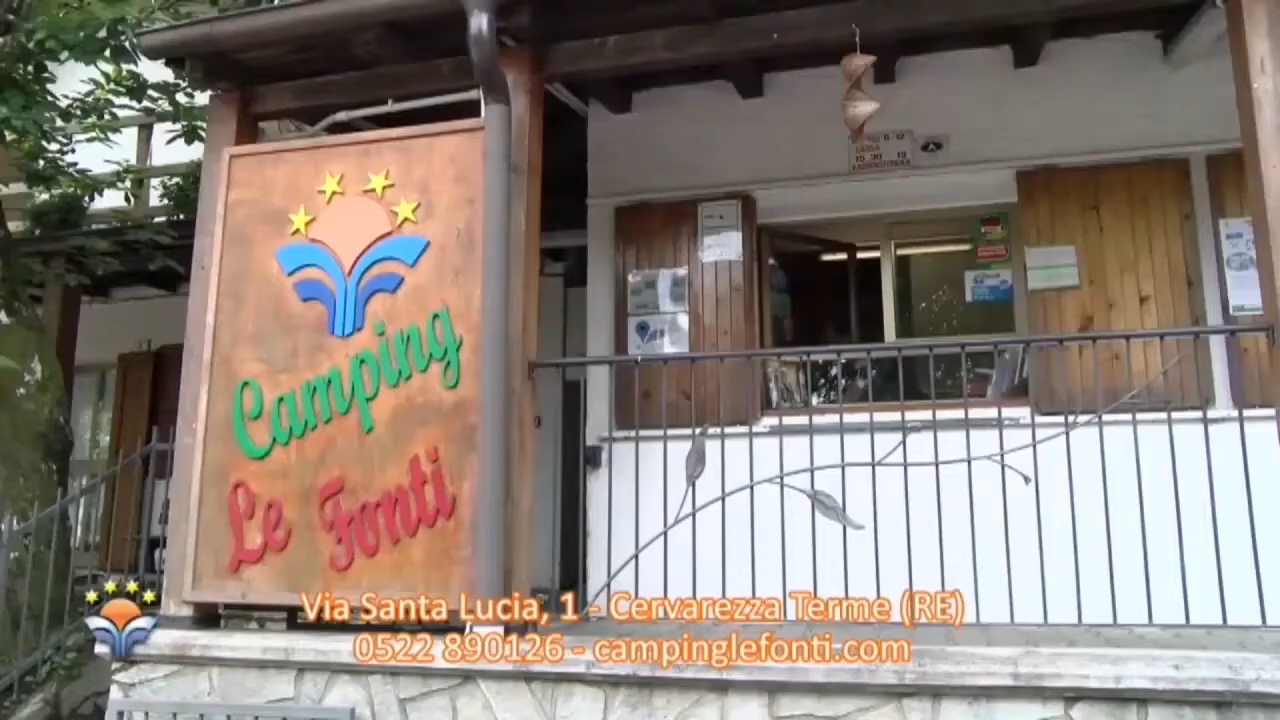 Camping
Le Fonti
Via Santa Lucia, 1 - Cervarezza Terme (RE)
0522 890126 - campinglefonti.com